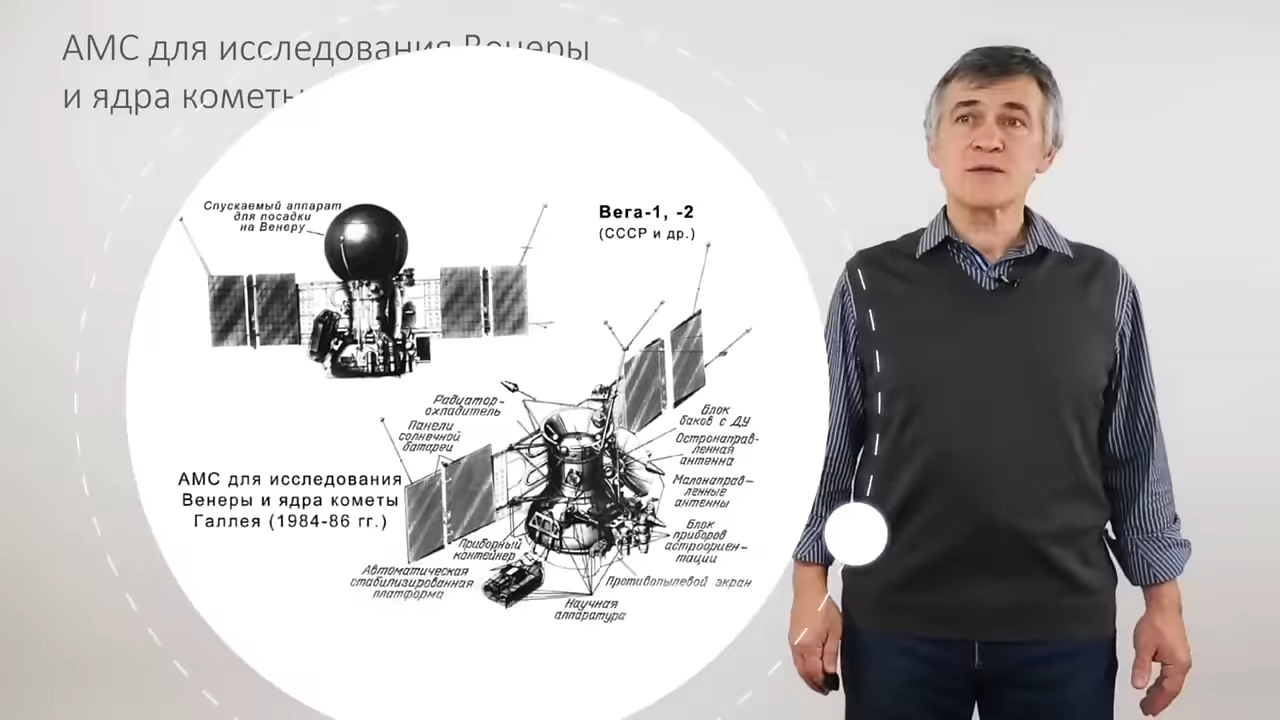 АМС для исследования Венеры
и ядра кометы
Спускаемый аппарат
для посадки
на Венеру
Вега-1, -2
(СССР и др.)
Радиатор-
охладитель
Панели
солнечной
батареи
Блок
баков с ДУ
Остронаправ-
ленная
антенна
АМС для исследования
Венеры и ядра кометы
Галлея (1984-86 гг.)
Малонаправ-
ленные
антенны
Блок
приборов
астроориен-
тации
Приборный
контейнер
Автоматическая
стабилизированная
платформа
Противопылевой экран
Научная
аппаратура